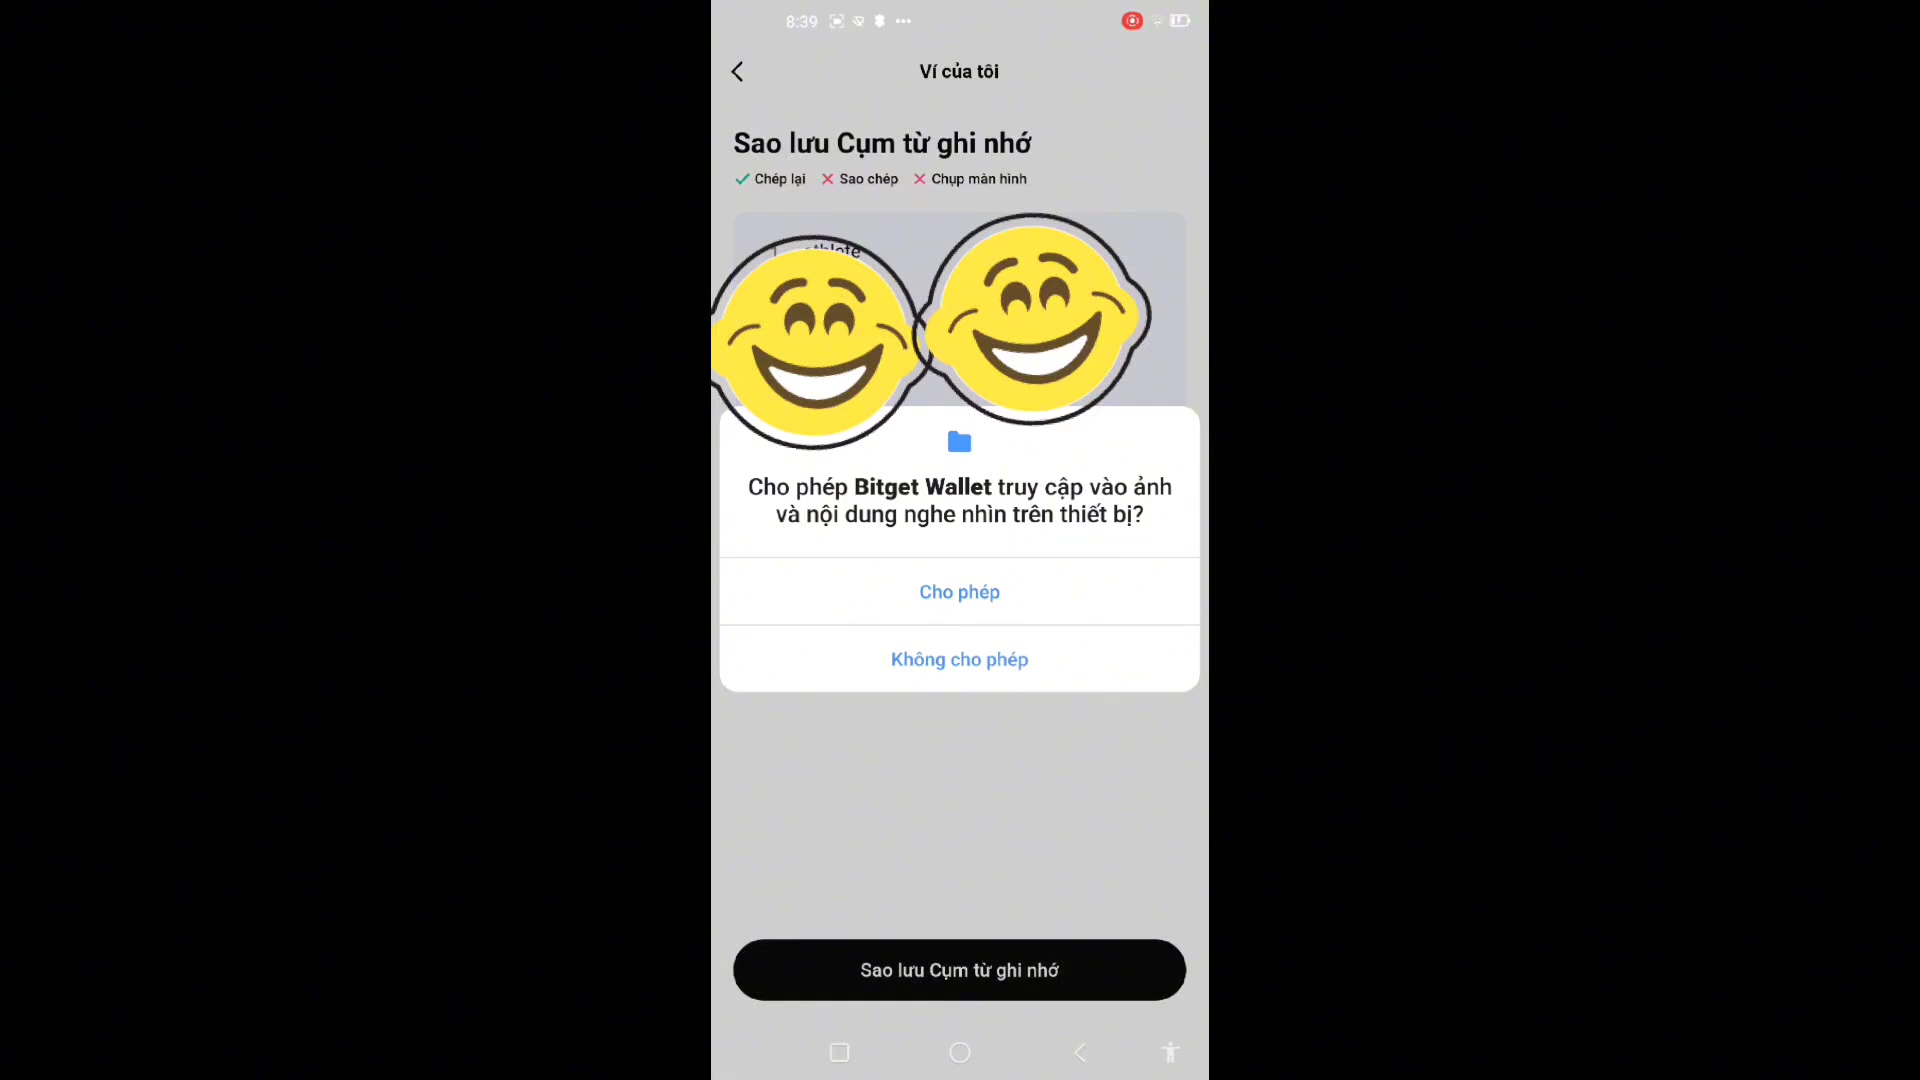 8:39
Ví của tôi
Sao lưu Cụm từ ghi nhớ
Chép lại Sao chép Chụp màn hình
Cho phép Bitget Wallet truy cập vào ảnh
và nội dung nghe nhìn trên thiết bị?
Cho phép
Không cho phép
Sao lưu Cụm từ ghi nhớ